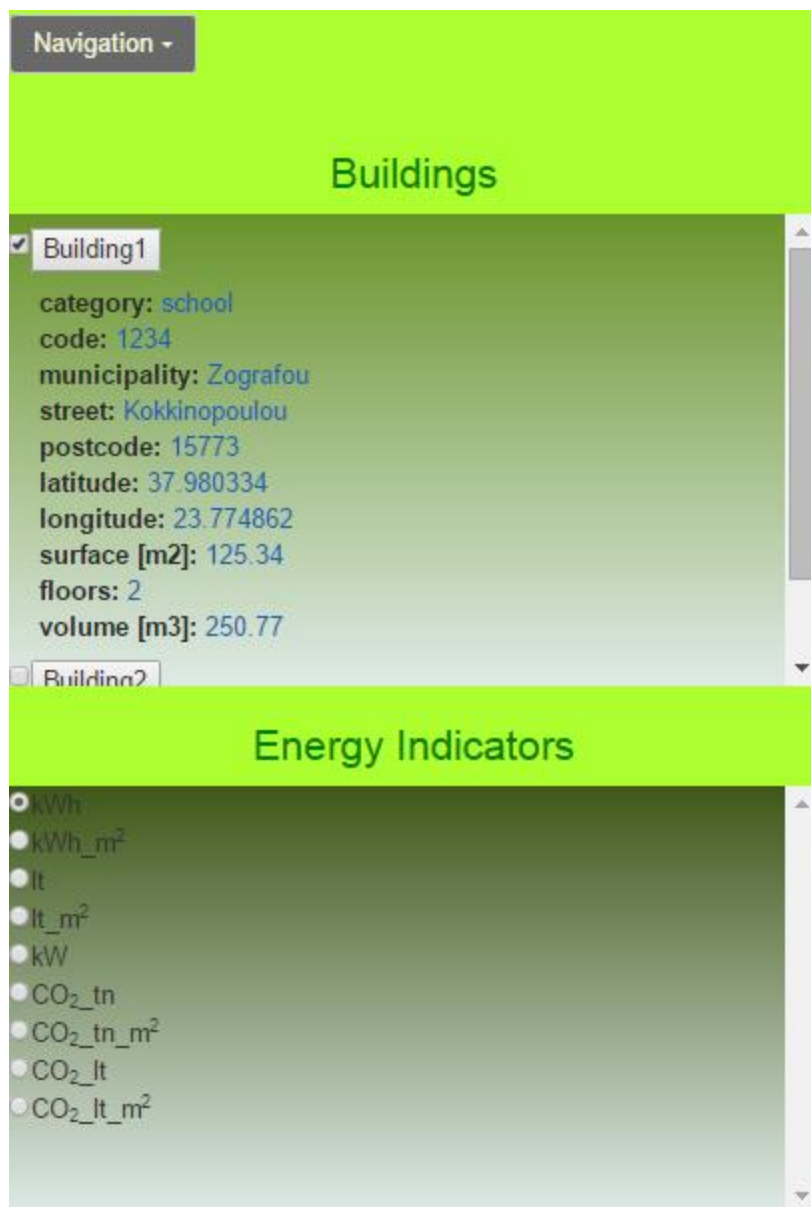 Navigation
Buildings
Building1
category: school
code: 1234
municipality: Zografou
street: Kokkinopoulou
postcode: 15773
latitude: 37.980334
longitude: 23.774862
surface [m2]: 125.34
floors: 2
volume [m3]: 250.77
Building2
Energy Indicators
kWh
kWh_m²
lt
lt_m²
kW
CO₂_tn
CO₂_tn_m²
CO₂_lt
CO₂_lt_m²